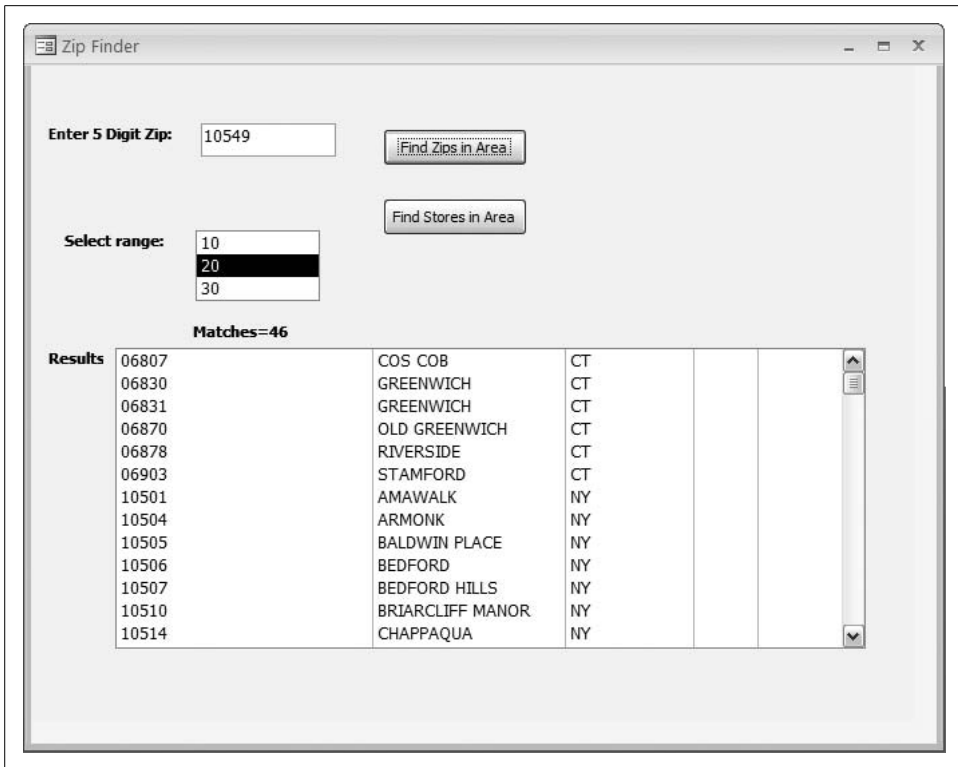 Zip Finder
Enter 5 Digit Zip: 10549 Find Zips in Area
Find Stores in Area
Select range: 10
20
30
Matches=46
Results 06807 COS COB CT
06830 GREENWICH CT
06831 GREENWICH CT
06870 OLD GREENWICH CT
06878 RIVERSIDE CT
06903 STAMFORD CT
10501 AMAWALK NY
10504 ARMONK NY
10505 BALDWIN PLACE NY
10506 BEDFORD NY
10507 BEDFORD HILLS NY
10510 BRIARCLIFF MANOR NY
10514 CHAPPAQUA NY